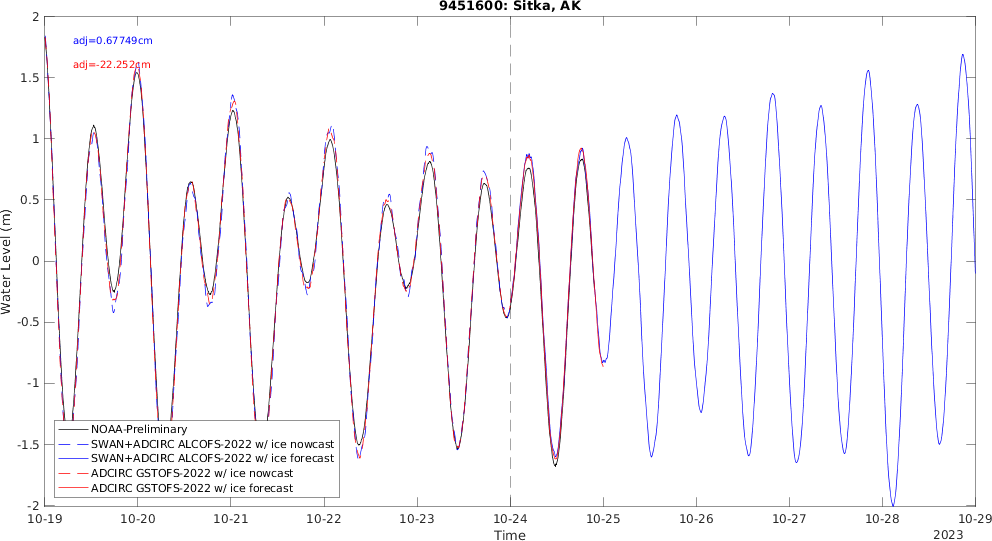 9451600: Sitka, AK
2
adj=0.67749cm
adj=-22.252cm
1.5
1
0.5
0
-0.5
-1
-1.5
-2
Water Level (m)
NOAA-Preliminary
SWAN+ADCIRC ALCOFS-2022 w/ ice nowcast
SWAN+ADCIRC ALCOFS-2022 w/ ice forecast
ADCIRC GSTOFS-2022 w/ ice nowcast
ADCIRC GSTOFS-2022 w/ ice forecast
10-19 10-20 10-21 10-22 10-23 10-24 10-25 10-26 10-27 10-28 10-29
Time 2023